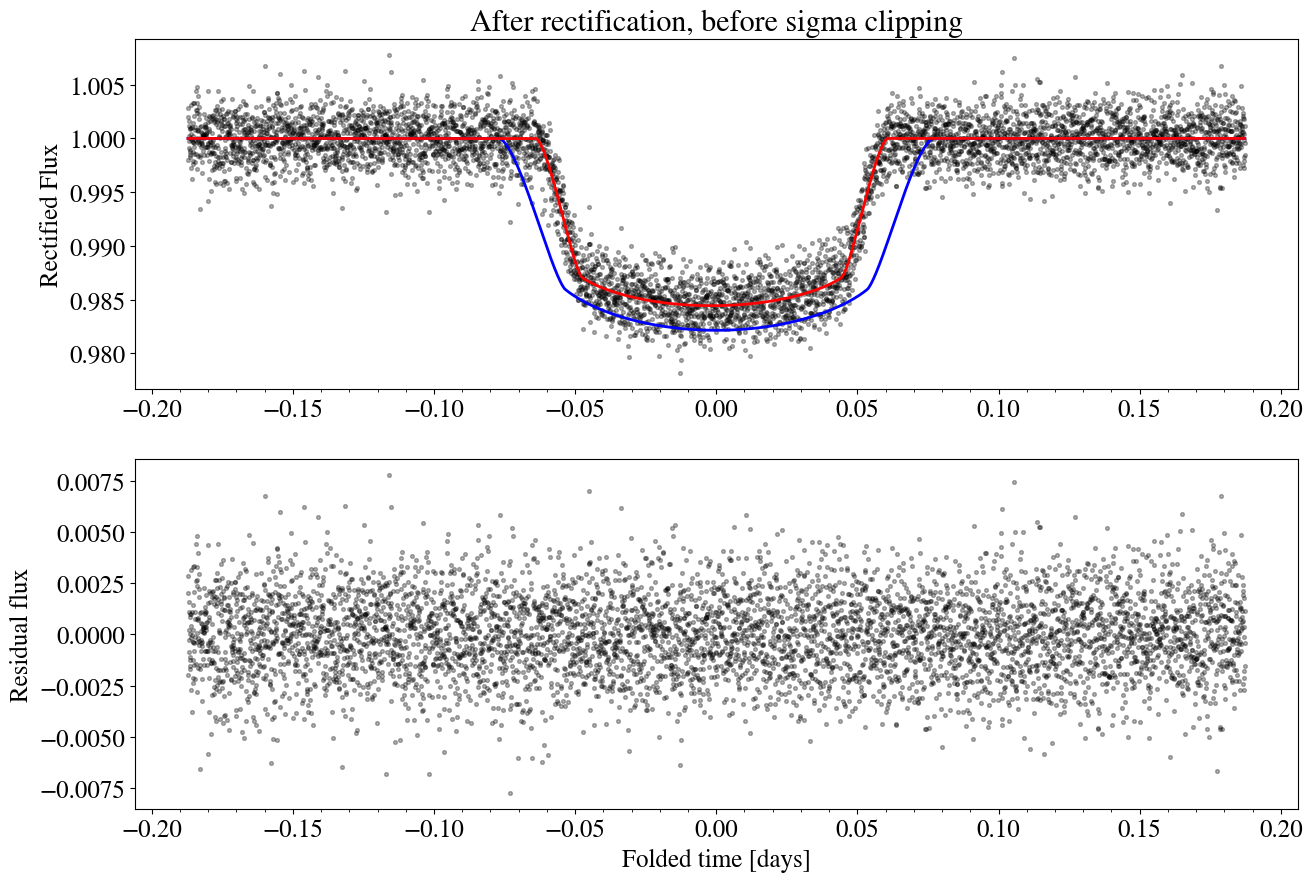 After rectification, before sigma clipping
Rectified Flux
1.005
1.000
0.995
0.990
0.985
0.980
−0.20 −0.15 −0.10 −0.05 0.00 0.05 0.10 0.15 0.20
Residual flux
0.0075
0.0050
0.0025
0.0000
−0.0025
−0.0050
−0.0075
−0.20 −0.15 −0.10 −0.05 0.00 0.05 0.10 0.15 0.20
Folded time [days]